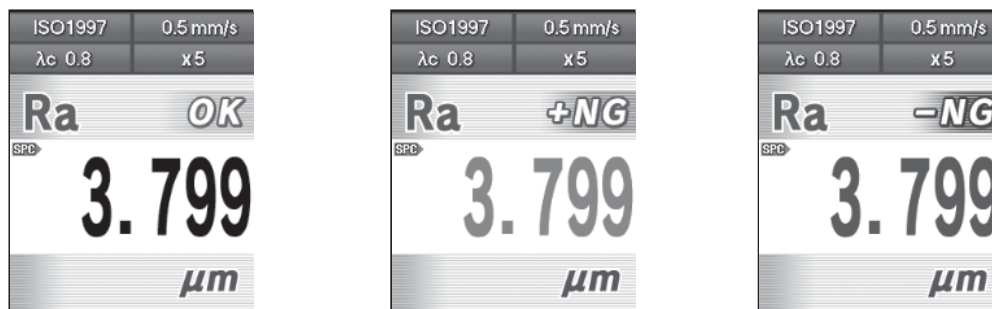 ISO1997 0.5 mm/s
λc 0.8 x5
Ra OK
SPC
3.799
µm
ISO1997 0.5 mm/s
λc 0.8 x5
Ra +NG
SPC
3.799
µm
ISO1997 0.5 mm/s
λc 0.8 x5
Ra -NG
SPC
3.799
µm